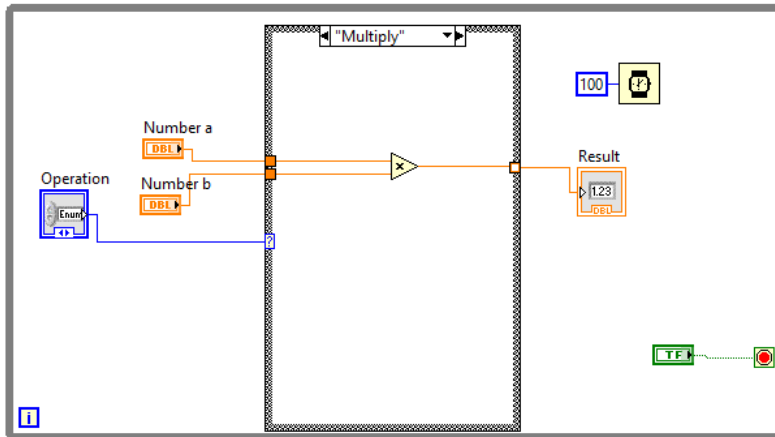 "Multiply"
100
Number a
DBL
Result
Operation
Number b
Enum
DBL
1.23
DBL
?
TF
i